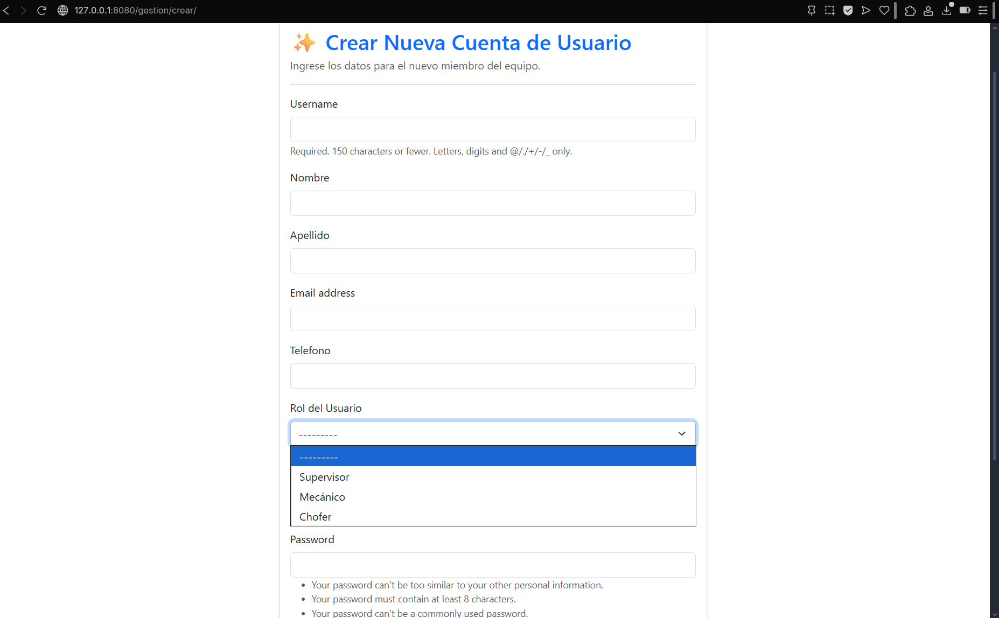 127.0.0.1:8080/gestion/crear/
✨ Crear Nueva Cuenta de Usuario
Ingrese los datos para el nuevo miembro del equipo.
Username
Required. 150 characters or fewer. Letters, digits and @/./+/-/_ only.
Nombre
Apellido
Email address
Telefono
Rol del Usuario
---------
---------
Supervisor
Mecánico
Chofer
Password
• Your password can’t be too similar to your other personal information.
• Your password must contain at least 8 characters.
• Your password can’t be a commonly used password.